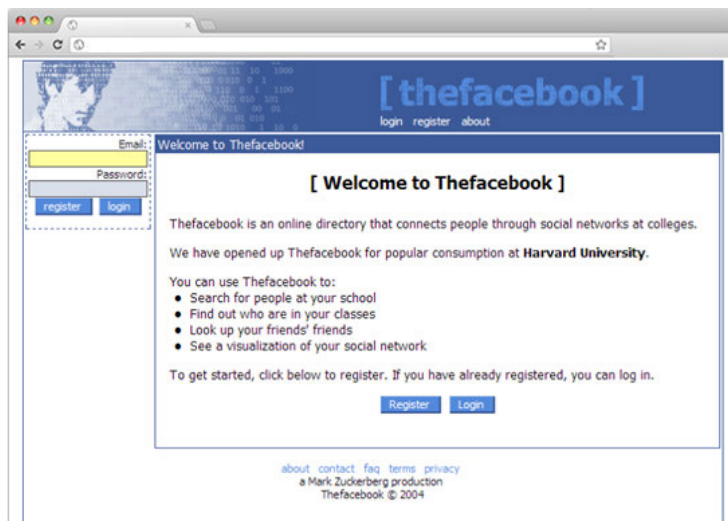 [ thefacebook ]
login register about
Email:
Password:
register login
Welcome to Thefacebook!
[ Welcome to Thefacebook ]
Thefacebook is an online directory that connects people through social networks at colleges.
We have opened up Thefacebook for popular consumption at Harvard University.
You can use Thefacebook to:
• Search for people at your school
• Find out who are in your classes
• Look up your friends' friends
• See a visualization of your social network
To get started, click below to register. If you have already registered, you can log in.
Register Login
about contact faq terms privacy
a Mark Zuckerberg production
Thefacebook © 2004